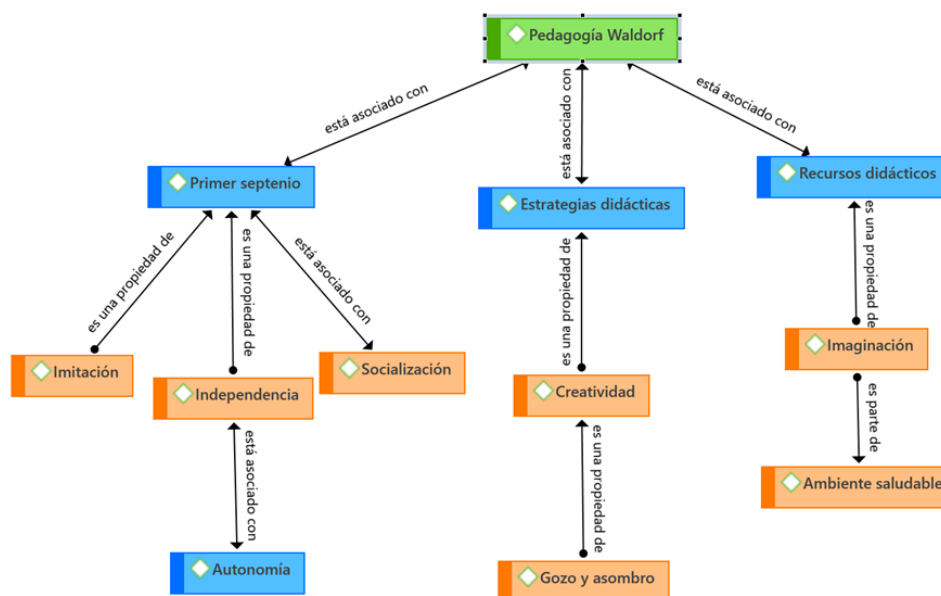 Pedagogía Waldorf
está asociado con
está asociado con
está asociado con
Primer septenio
Estrategias didácticas
Recursos didácticos
es una propiedad de
es una propiedad de
está asociado con
es una propiedad de
es una propiedad de
Imitación
Independencia
Socialización
Creatividad
Imaginación
está asociado con
es una propiedad de
es parte de
Autonomía
Gozo y asombro
Ambiente saludable